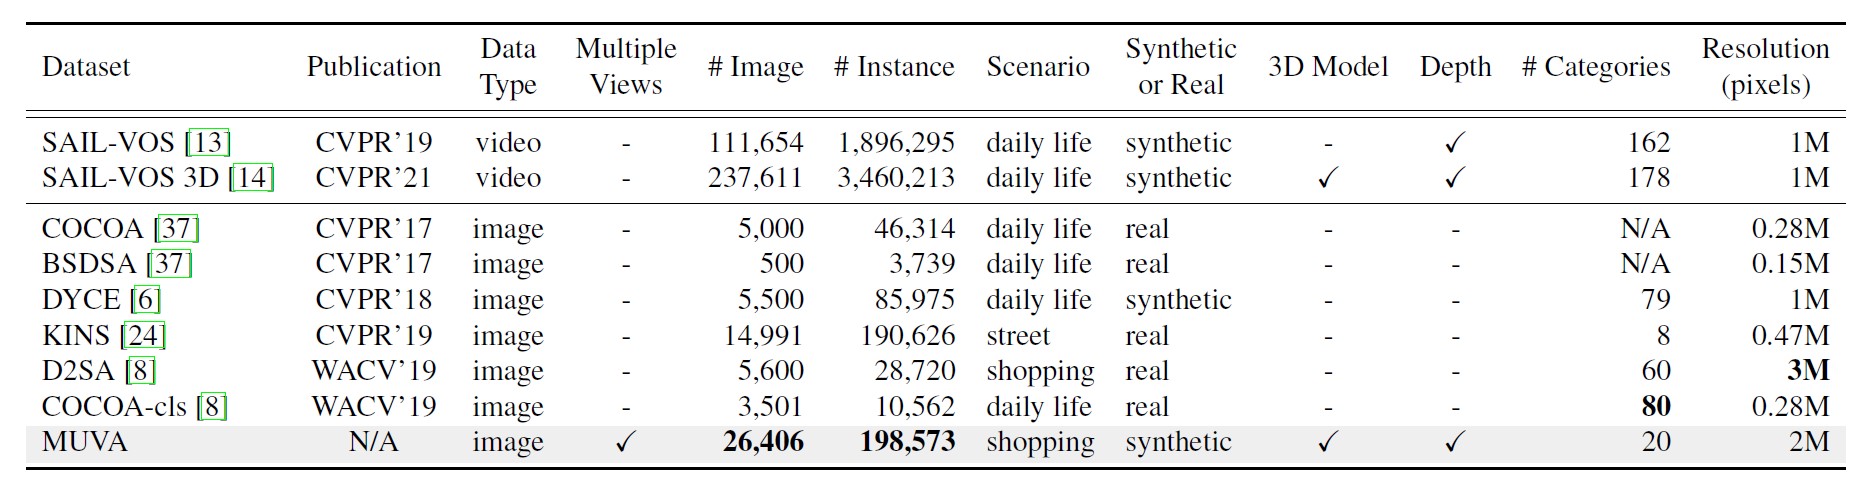 Dataset Publication Data Type Multiple Views # Image # Instance Scenario Synthetic or Real 3D Model Depth # Categories Resolution (pixels)
SAIL-VOS [13] CVPR'19 video - 111,654 1,896,295 daily life synthetic - ✓ 162 1M
SAIL-VOS 3D [14] CVPR'21 video - 237,611 3,460,213 daily life synthetic ✓ ✓ 178 1M
COCOA [37] CVPR'17 image - 5,000 46,314 daily life real - - N/A 0.28M
BSDSA [37] CVPR'17 image - 500 3,739 daily life real - - N/A 0.15M
DYCE [6] CVPR'18 image - 5,500 85,975 daily life synthetic - - 79 1M
KINS [24] CVPR'19 image - 14,991 190,626 street real - - 8 0.47M
D2SA [8] WACV'19 image - 5,600 28,720 shopping real - - 60 3M
COCOA-cls [8] WACV'19 image - 3,501 10,562 daily life real - - 80 0.28M
MUVA N/A image ✓ 26,406 198,573 shopping synthetic ✓ ✓ 20 2M